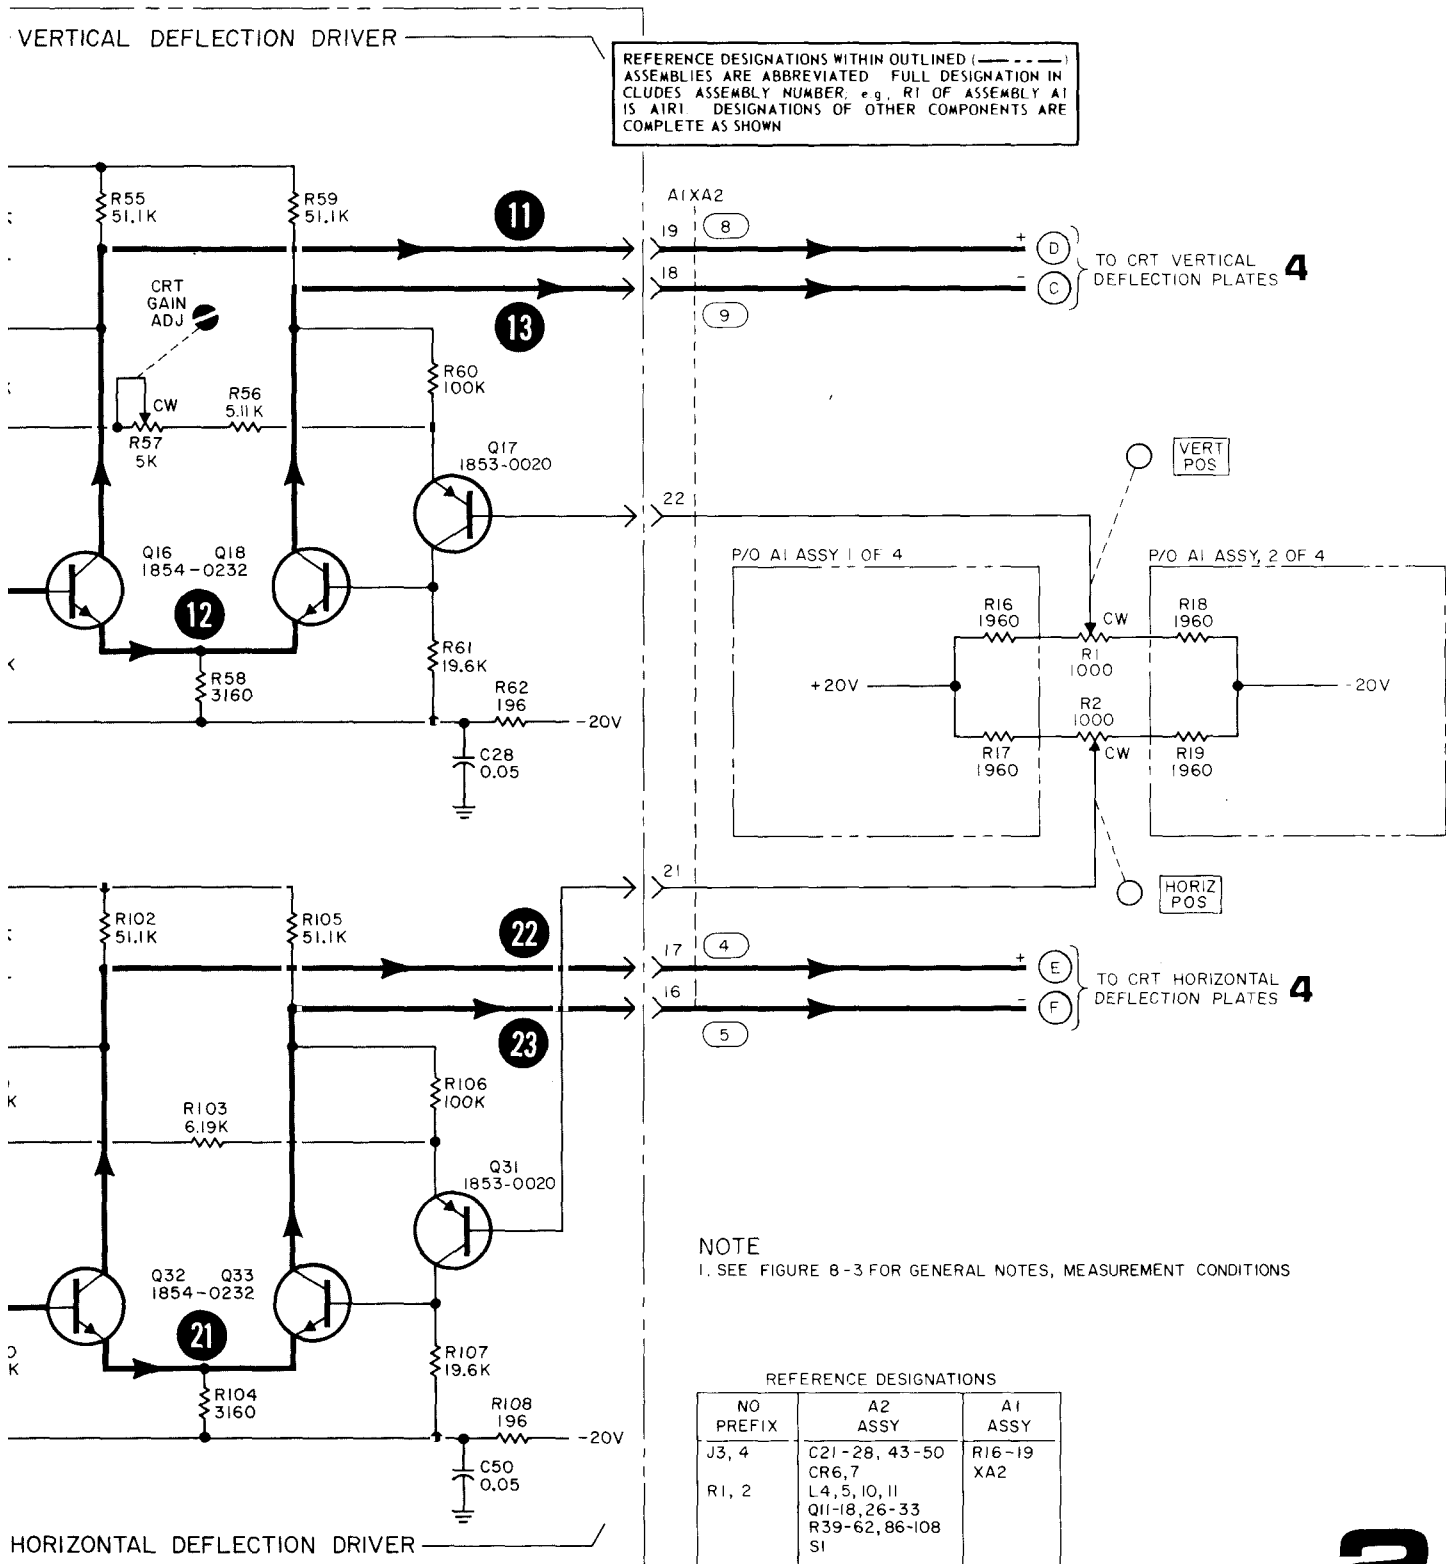 VERTICAL DEFLECTION DRIVER
REFERENCE DESIGNATIONS WITHIN OUTLINED (
)
ASSEMBLIES ARE ABBREVIATED FULL DESIGNATION IN
CLUDES ASSEMBLY NUMBER, e.g., R1 OF ASSEMBLY A1
IS A1R1. DESIGNATIONS OF OTHER COMPONENTS ARE
COMPLETE AS SHOWN
R55
51.1K
R59
51.1K
11
A1XA2
19
8
+
D
18
-
C
TO CRT VERTICAL
DEFLECTION PLATES 4
CRT
GAIN
ADJ
13
9
R60
100K
K
CW
R56
5.11K
R57
5K
Q17
1853-0020
VERT
POS
22
Q16 Q18
1854-0232
12
P/O A1 ASSY 1 OF 4
P/O A1 ASSY, 2 OF 4
R16
1960
CW
R18
1960
R1
1000
K
R58
3160
R61
19.6K
+20V
-20V
R62
196
-20V
R2
1000
R17
1960
CW
R19
1960
C28
0.05
21
HORIZ
POS
R102
51.1K
R105
51.1K
22
17
4
+
E
16
-
F
TO CRT HORIZONTAL
DEFLECTION PLATES 4
23
5
R106
100K
K
R103
6.19K
Q31
1853-0020
NOTE
1. SEE FIGURE 8-3 FOR GENERAL NOTES, MEASUREMENT CONDITIONS
Q32 Q33
1854-0232
21
K
R107
19.6K
R104
3160
R108
196
-20V
C50
0.05
REFERENCE DESIGNATIONS
NO PREFIX
A2 ASSY
A1 ASSY
J3, 4
C21-28, 43-50
R16-19
CR6,7
XA2
R1, 2
L4,5,10,11
Q11-18,26-33
R39-62,86-108
S1
HORIZONTAL DEFLECTION DRIVER